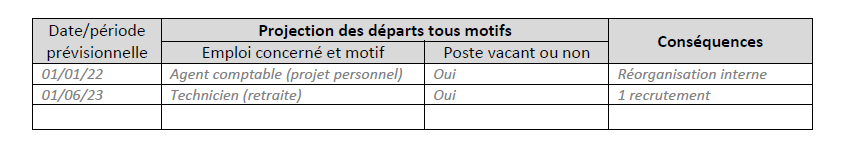 Date/période prévisionnelle
Projection des départs tous motifs
Emploi concerné et motif
Poste vacant ou non
Conséquences
01/01/22
Agent comptable (projet personnel)
Oui
Réorganisation interne
01/06/23
Technicien (retraite)
Oui
1 recrutement